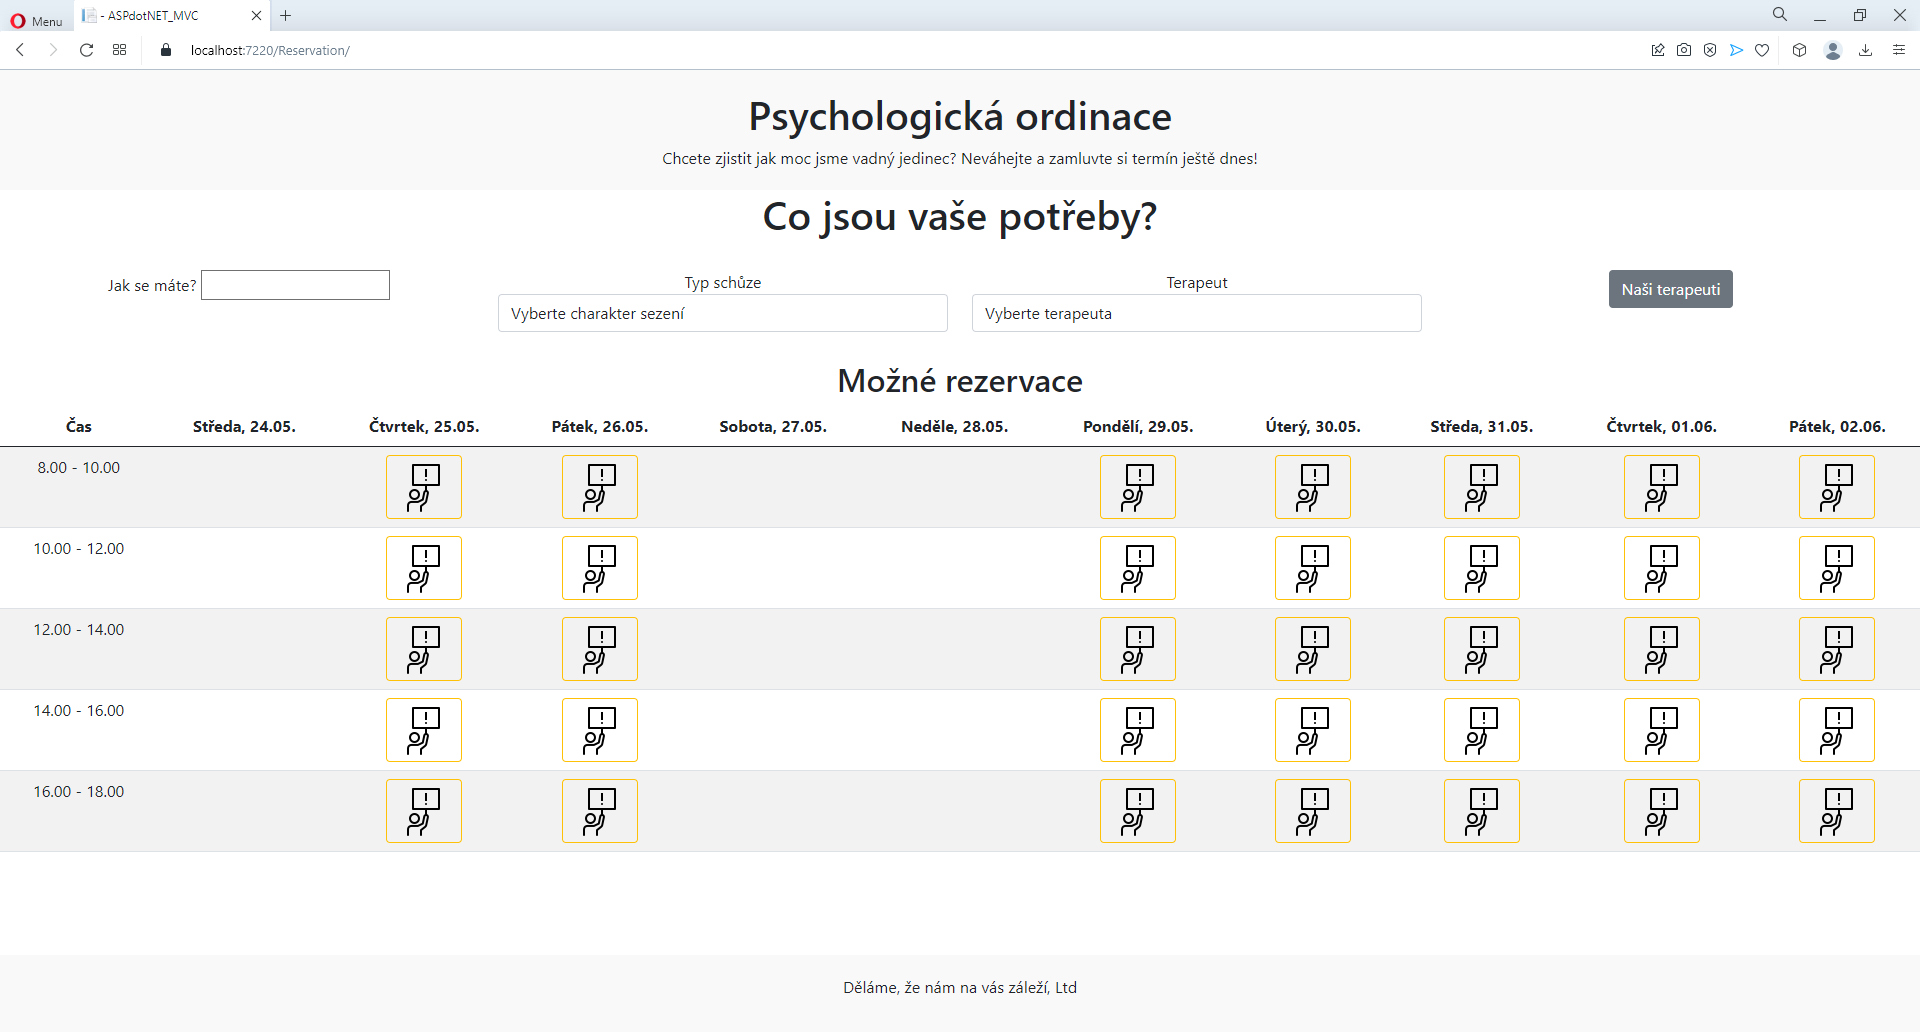 Menu
- ASPdotNET_MVC
localhost:7220/Reservation/
Psychologická ordinace
Chcete zjistit jak moc jsme vadný jedinec? Neváhejte a zamluvte si termín ještě dnes!
Co jsou vaše potřeby?
Jak se máte?
Typ schůze
Vyberte charakter sezení
Terapeut
Vyberte terapeuta
Naši terapeuti
Možné rezervace
Čas Středa, 24.05. Čtvrtek, 25.05. Pátek, 26.05. Sobota, 27.05. Neděle, 28.05. Pondělí, 29.05. Úterý, 30.05. Středa, 31.05. Čtvrtek, 01.06. Pátek, 02.06.
8.00 - 10.00
10.00 - 12.00
12.00 - 14.00
14.00 - 16.00
16.00 - 18.00
Děláme, že nám na vás záleží, Ltd